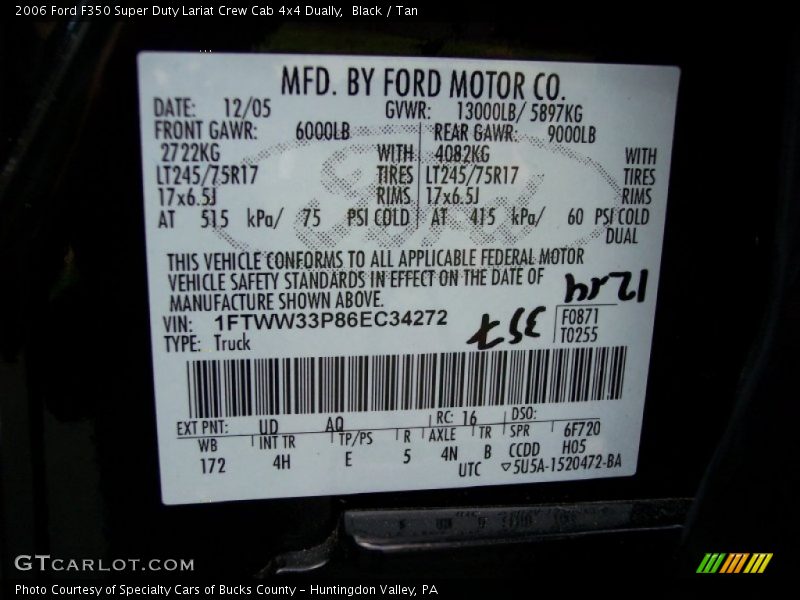 2006 Ford F350 Super Duty Lariat Crew Cab 4x4 Dually, Black / Tan
MFD. BY FORD MOTOR CO.
DATE: 12/05 GVWR: 13000LB/ 5897KG
FRONT GAWR: 6000LB REAR GAWR: 9000LB
2722KG WITH 4082KG WITH
LT245/75R17 TIRES LT245/75R17 TIRES
17x6.5J RIMS 17x6.5J RIMS
AT 515 kPa/ 75 PSI COLD AT 415 kPa/ 60 PSI COLD
DUAL
THIS VEHICLE CONFORMS TO ALL APPLICABLE FEDERAL MOTOR
VEHICLE SAFETY STANDARDS IN EFFECT ON THE DATE OF
MANUFACTURE SHOWN ABOVE.
VIN: 1FTWW33P86EC34272
F0871
TYPE: Truck T0255
EXT PNT: UD AQ RC: 16 DSO:
WB INT TR TP/PS R AXLE TR SPR 6F720
172 4H E 5 4N B CCDD H05
UTC ▽5U5A-1520472-BA
GTCARLOT.COM
Photo Courtesy of Specialty Cars of Bucks County - Huntingdon Valley, PA